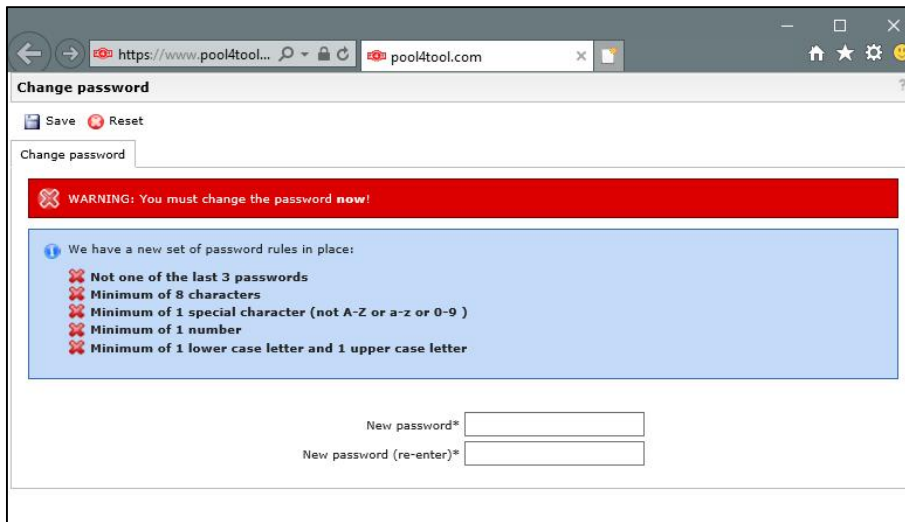 https://www.pool4tool...
pool4tool.com
Change password
?
Save Reset
Change password
WARNING: You must change the password now!
We have a new set of password rules in place:
Not one of the last 3 passwords
Minimum of 8 characters
Minimum of 1 special character (not A-Z or a-z or 0-9 )
Minimum of 1 number
Minimum of 1 lower case letter and 1 upper case letter
New password*
New password (re-enter)*